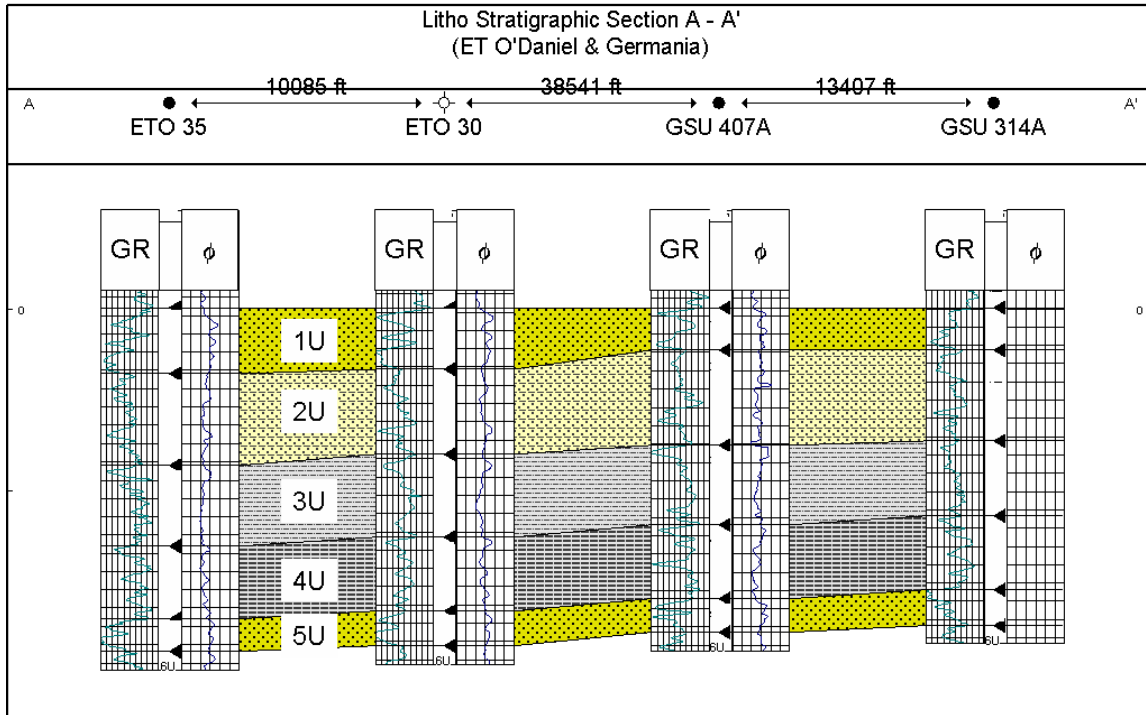 Litho Stratigraphic Section A - A'
(ET O'Daniel & Germania)
10085 ft 38541 ft 13407 ft
A A'
ETO 35 ETO 30 GSU 407A GSU 314A
GR ϕ GR ϕ GR ϕ GR ϕ
0 0
1U
2U
3U
4U
5U
6U 6U 6U 6U